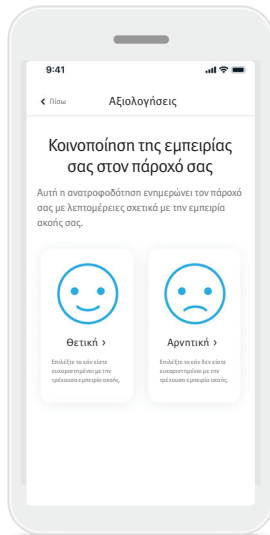 9:41
Πίσω
Αξιολογήσεις
Κοινοποίηση της εμπειρίας
σας στον πάροχό σας
Αυτή η ανατροφοδότηση ενημερώνει τον πάροχό
σας με λεπτομέρειες σχετικά με την εμπειρία
ακοής σας.
Θετική ›
Επιλέξτε το εάν είστε
ευχαριστημένοι με την
τρέχουσα εμπειρία ακοής.
Αρνητική ›
Επιλέξτε το εάν δεν είστε
ευχαριστημένοι με την
τρέχουσα εμπειρία ακοής.